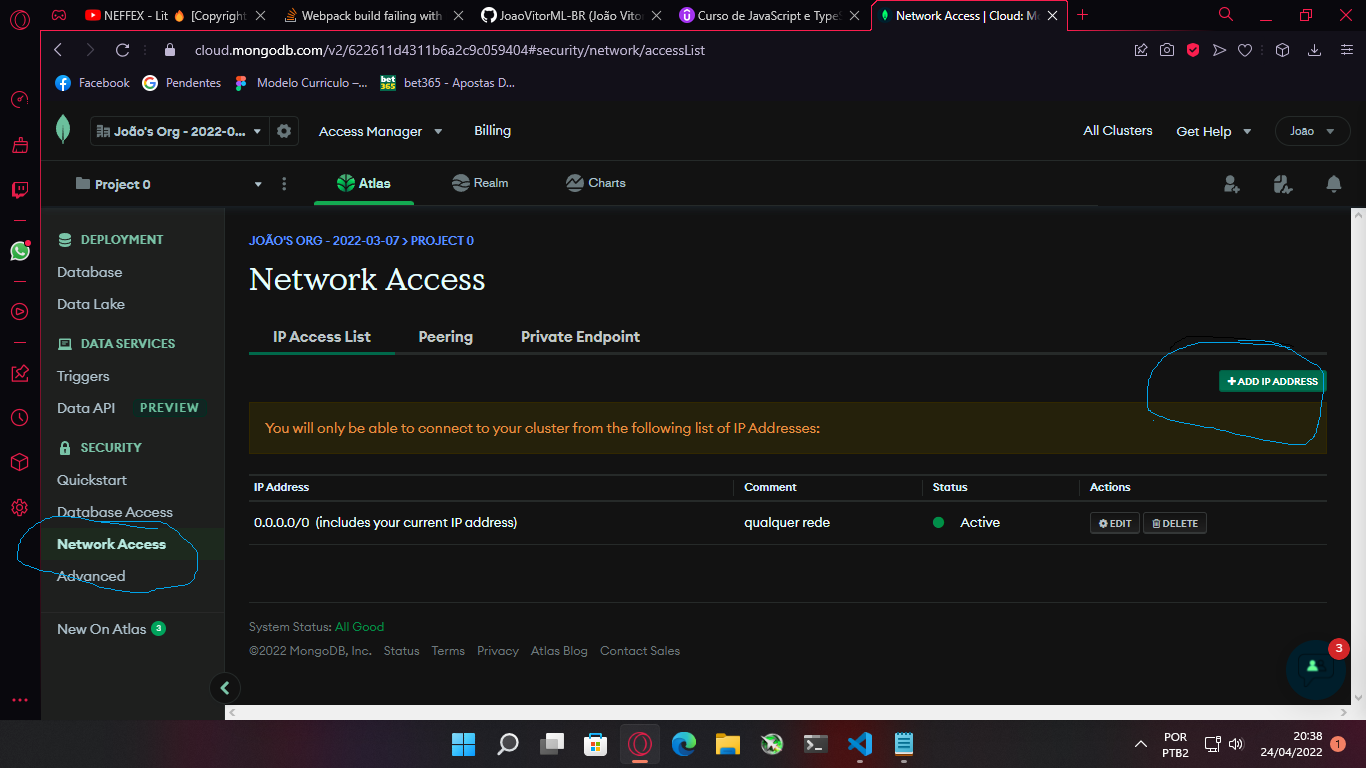 NEFFEX - Lit 🔥 [Copyright
Webpack build failing with
JoaoVitorML-BR (João Vitor
Curso de JavaScript e TypeS
Network Access | Cloud: Mo
cloud.mongodb.com/v2/622611d4311b6a2c9c059404#security/network/accessList
Facebook
Pendentes
Modelo Curriculo –...
bet365
bet365 - Apostas D...
João's Org - 2022-0...
Access Manager
Billing
All Clusters
Get Help
João
Project 0
Atlas
Realm
Charts
DEPLOYMENT
Database
Data Lake
DATA SERVICES
Triggers
Data API PREVIEW
SECURITY
Quickstart
Database Access
Network Access
Advanced
New On Atlas 3
JOÃO'S ORG - 2022-03-07 > PROJECT 0
Network Access
IP Access List
Peering
Private Endpoint
+ ADD IP ADDRESS
You will only be able to connect to your cluster from the following list of IP Addresses:
IP Address Comment Status Actions
0.0.0.0/0 (includes your current IP address) qualquer rede Active EDIT DELETE
System Status: All Good
©2022 MongoDB, Inc. Status Terms Privacy Atlas Blog Contact Sales
3
POR
PTB2
20:38
24/04/2022
1